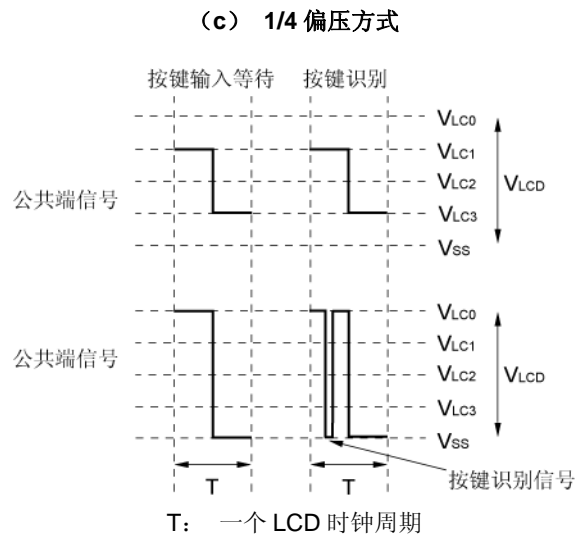 （c） 1/4 偏压方式
按键输入等待 按键识别
VLC0
VLC1
VLC2
VLC3
VSS
VLCD
公共端信号
VLC0
VLC1
VLC2
VLC3
VSS
VLCD
公共端信号
按键识别信号
T T
T： 一个 LCD 时钟周期